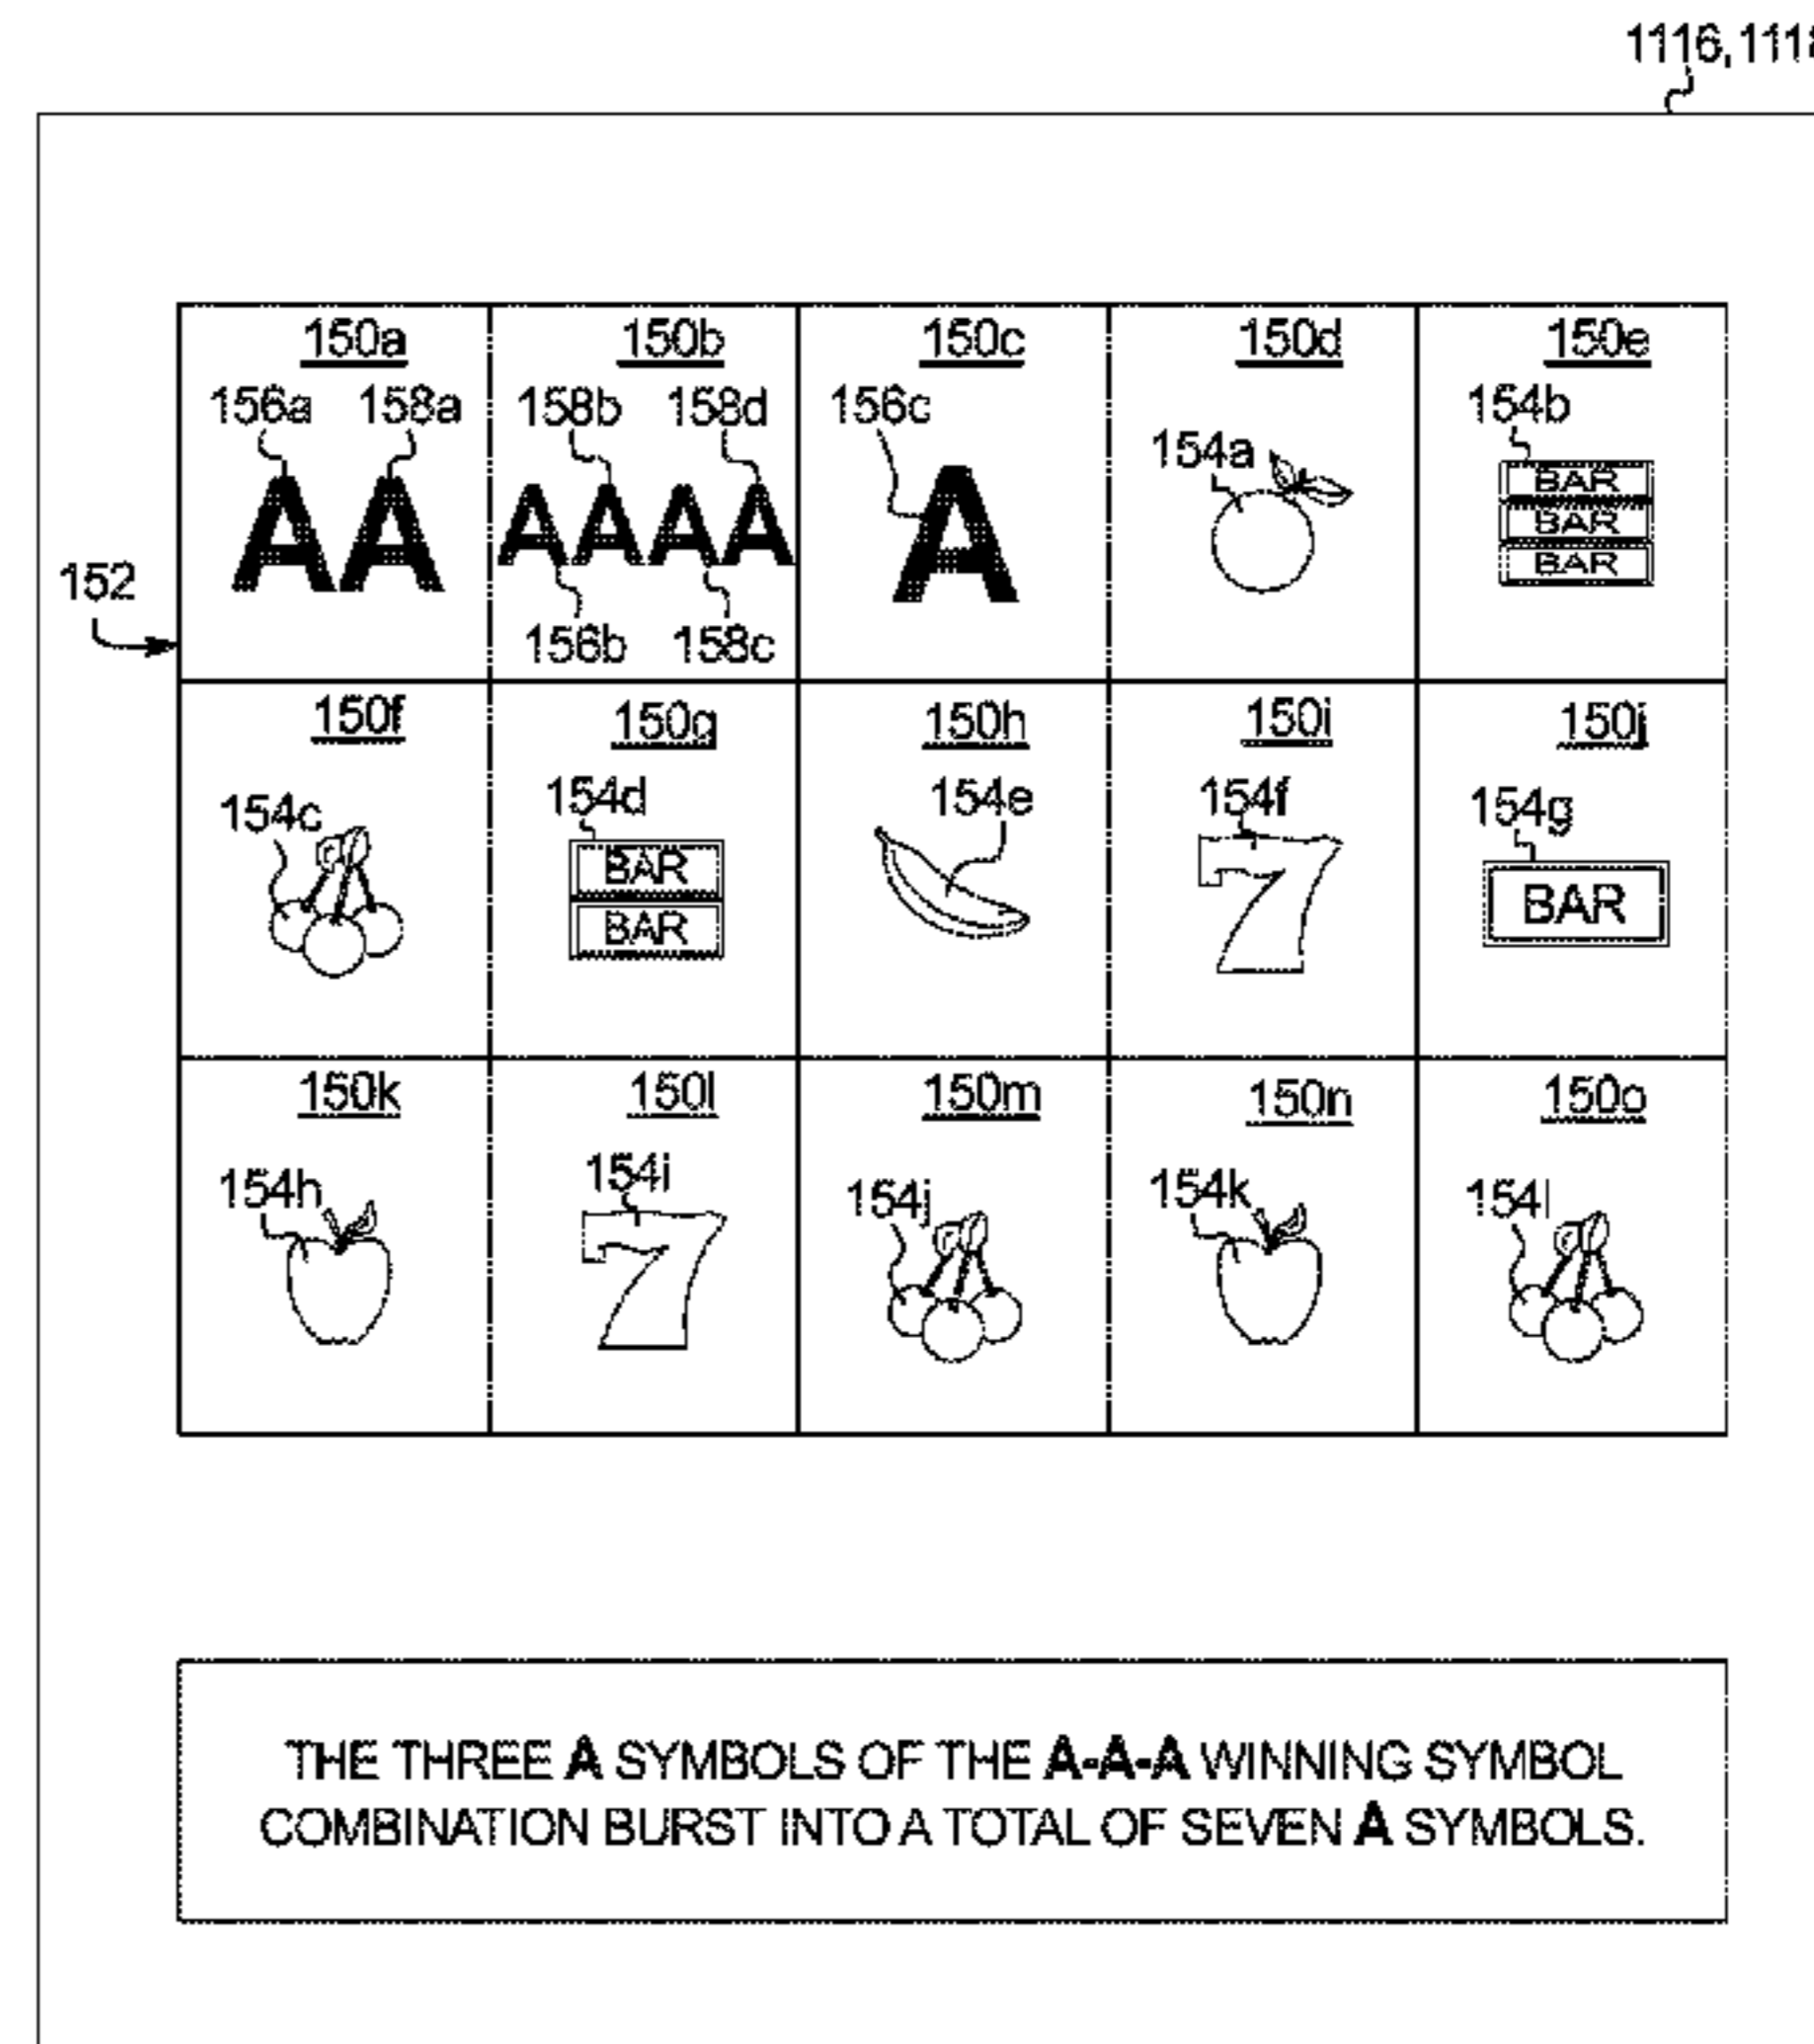 1116,1118
150a 150b 150c 150d 150e
156a 158a 158b 158d 156c 154a 154b
AA AAAA A BAR
BAR
BAR
152
156b 158c
150f 150g 150h 150i 150j
154c 154d 154e 154f 154g
BAR 7 BAR
BAR
150k 150l 150m 150n 150o
154h 154i 154j 154k 154l
7
THE THREE A SYMBOLS OF THE A-A-A WINNING SYMBOL
COMBINATION BURST INTO A TOTAL OF SEVEN A SYMBOLS.